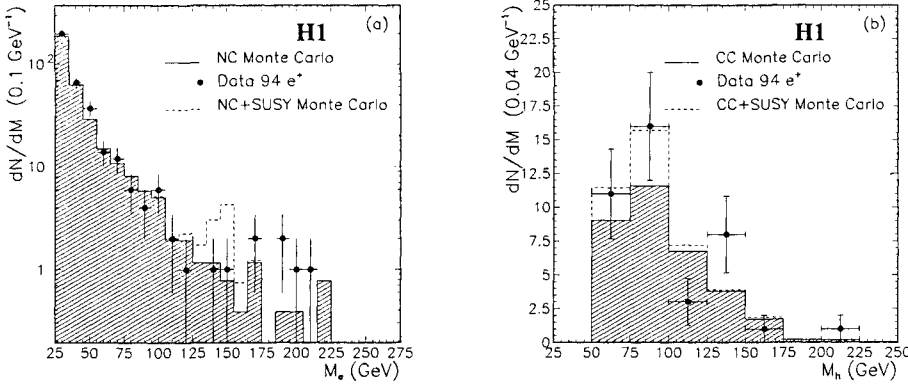 H1
(a)
NC Monte Carlo
Data 94 e⁺
NC+SUSY Monte Carlo
dN/dM (0.1 GeV⁻¹)
10²
10
1
25 50 75 100 125 150 175 200 225 250 275
Mₑ (GeV)
H1
(b)
CC Monte Carlo
Data 94 e⁺
CC+SUSY Monte Carlo
dN/dM (0.04 GeV⁻¹)
25
22.5
20
17.5
15
12.5
10
7.5
5
2.5
0
25 50 75 100 125 150 175 200 225 250
Mₕ (GeV)